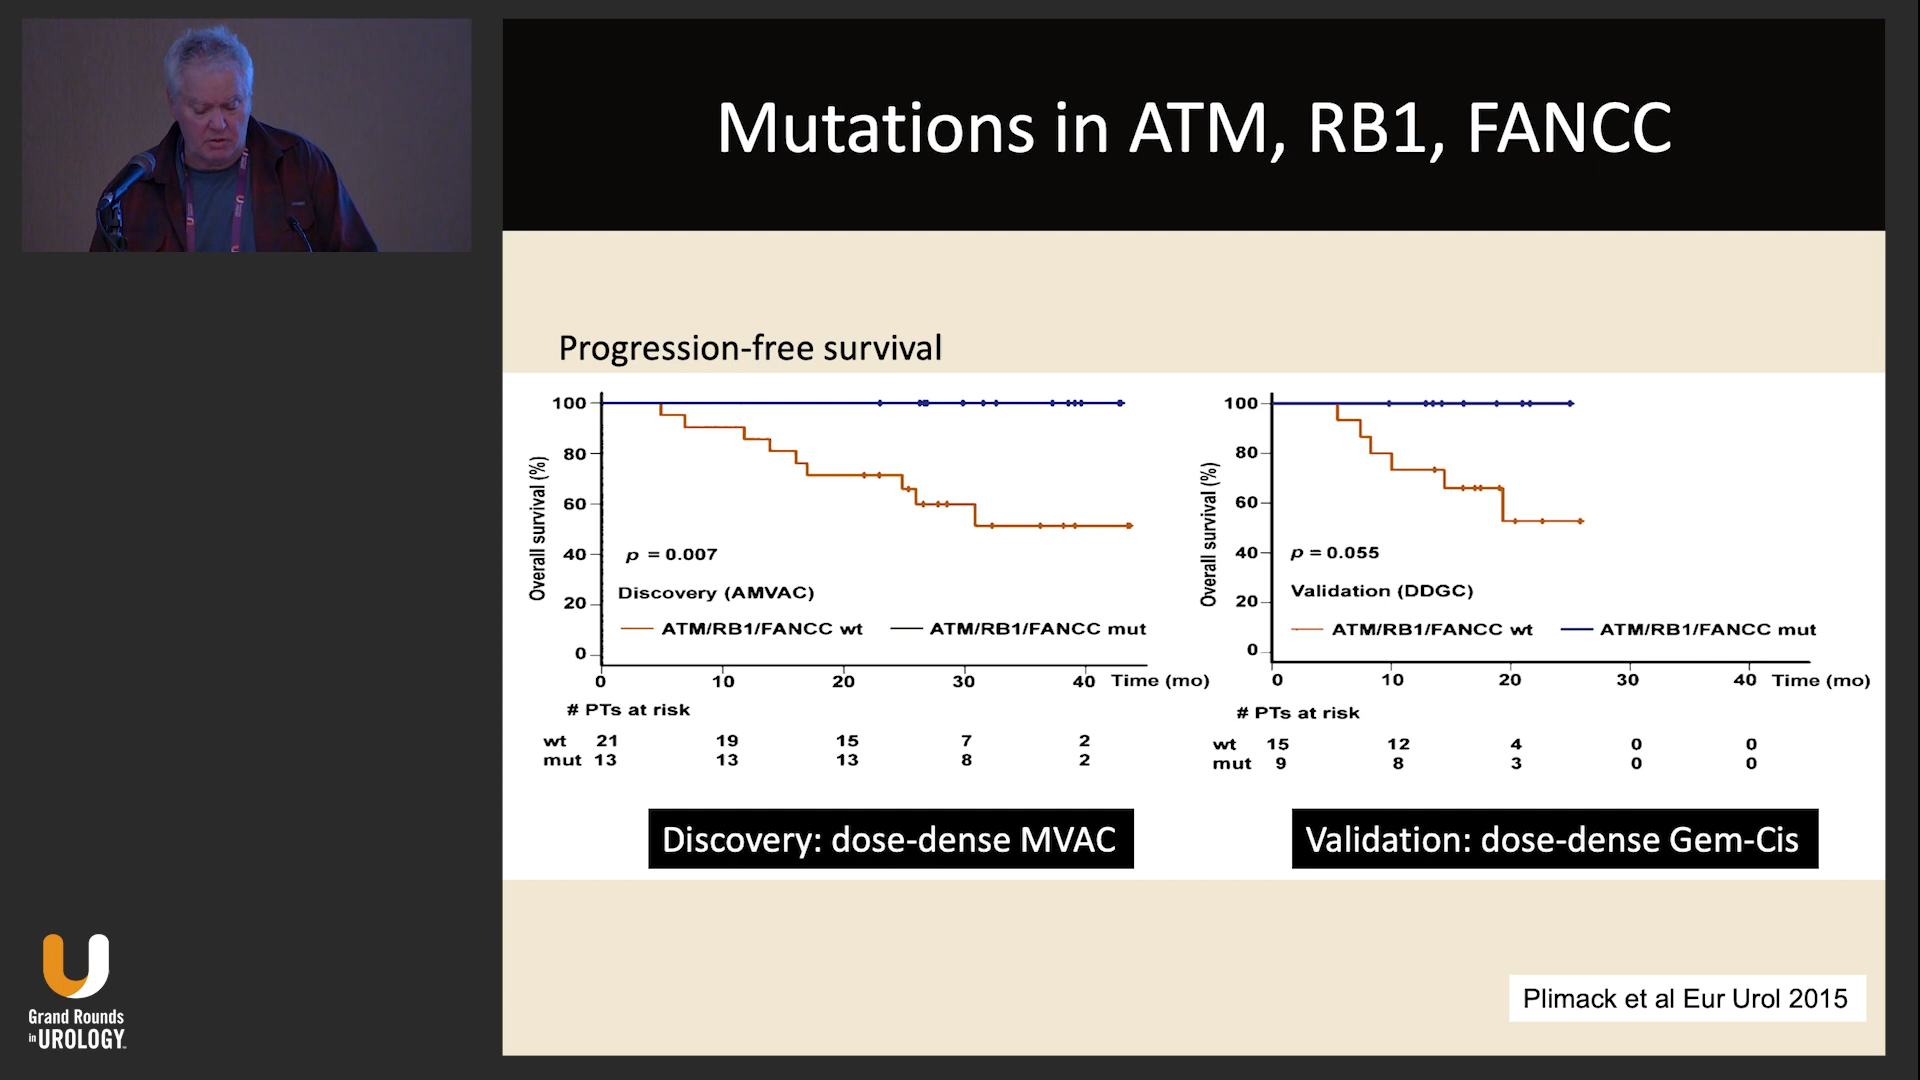 Mutations in ATM, RB1, FANCC
Progression-free survival
Overall survival (%)
100
80
60
40
20
0
p = 0.007
Discovery (AMVAC)
ATM/RB1/FANCC wt
ATM/RB1/FANCC mut
0 10 20 30 40 Time (mo)
# PTs at risk
wt 21 19 15 7 2
mut 13 13 13 8 2
Discovery: dose-dense MVAC
Overall survival (%)
100
80
60
40
20
0
p = 0.055
Validation (DDGC)
ATM/RB1/FANCC wt
ATM/RB1/FANCC mut
0 10 20 30 40 Time (mo)
# PTs at risk
wt 15 12 4 0 0
mut 9 8 3 0 0
Validation: dose-dense Gem-Cis
Plimack et al Eur Urol 2015
Grand Rounds
in UROLOGY